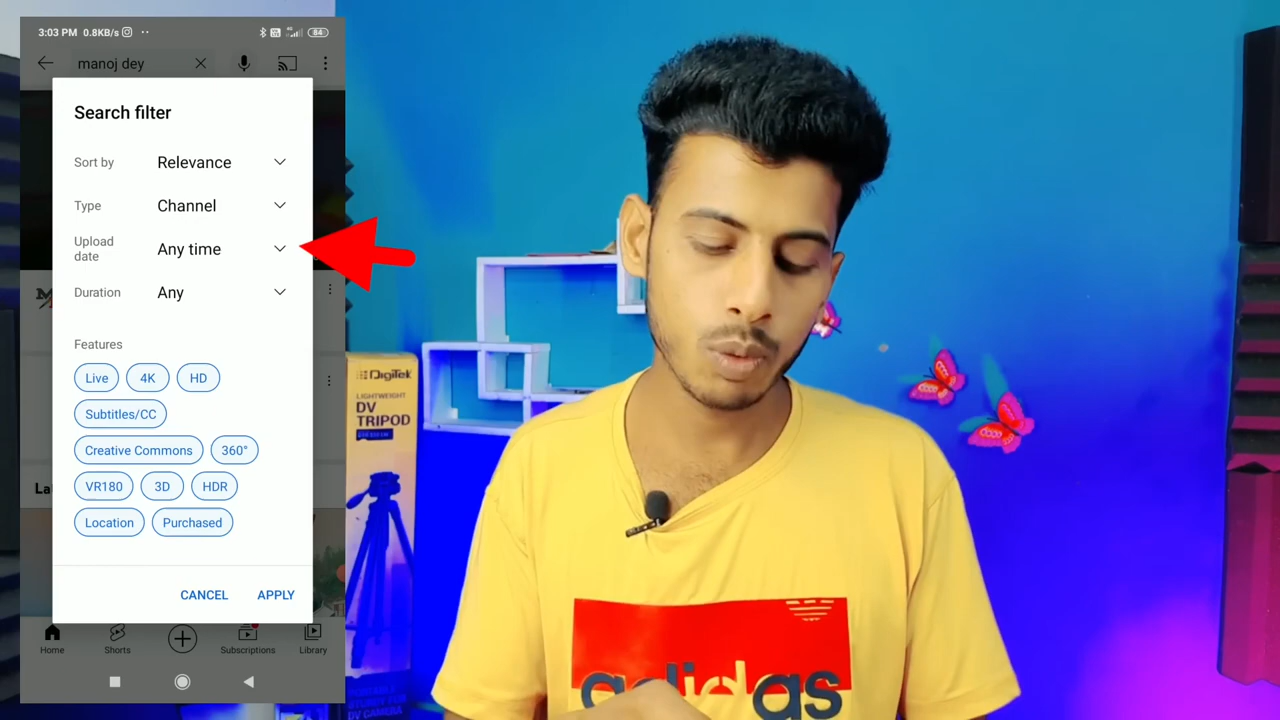 3:03 PM 0.8KB/s
84
manoj dey
Search filter
Sort by Relevance
Type Channel
Upload date Any time
Duration Any
Features
Live 4K HD
Subtitles/CC
Creative Commons 360°
VR180 3D HDR
Location Purchased
CANCEL APPLY
Home Shorts Subscriptions Library
DIGITEK
LIGHTWEIGHT
DV
TRIPOD
adidas